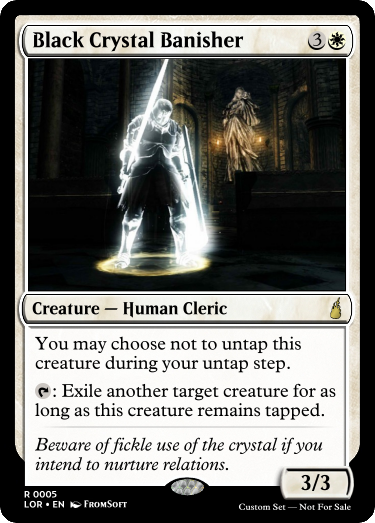 Black Crystal Banisher 3
Creature — Human Cleric
You may choose not to untap this
creature during your untap step.
: Exile another target creature for as
long as this creature remains tapped.
Beware of fickle use of the crystal if you
intend to nurture relations.
3/3
R 0005
LOR • EN FROMSOFT
Custom Set — Not For Sale